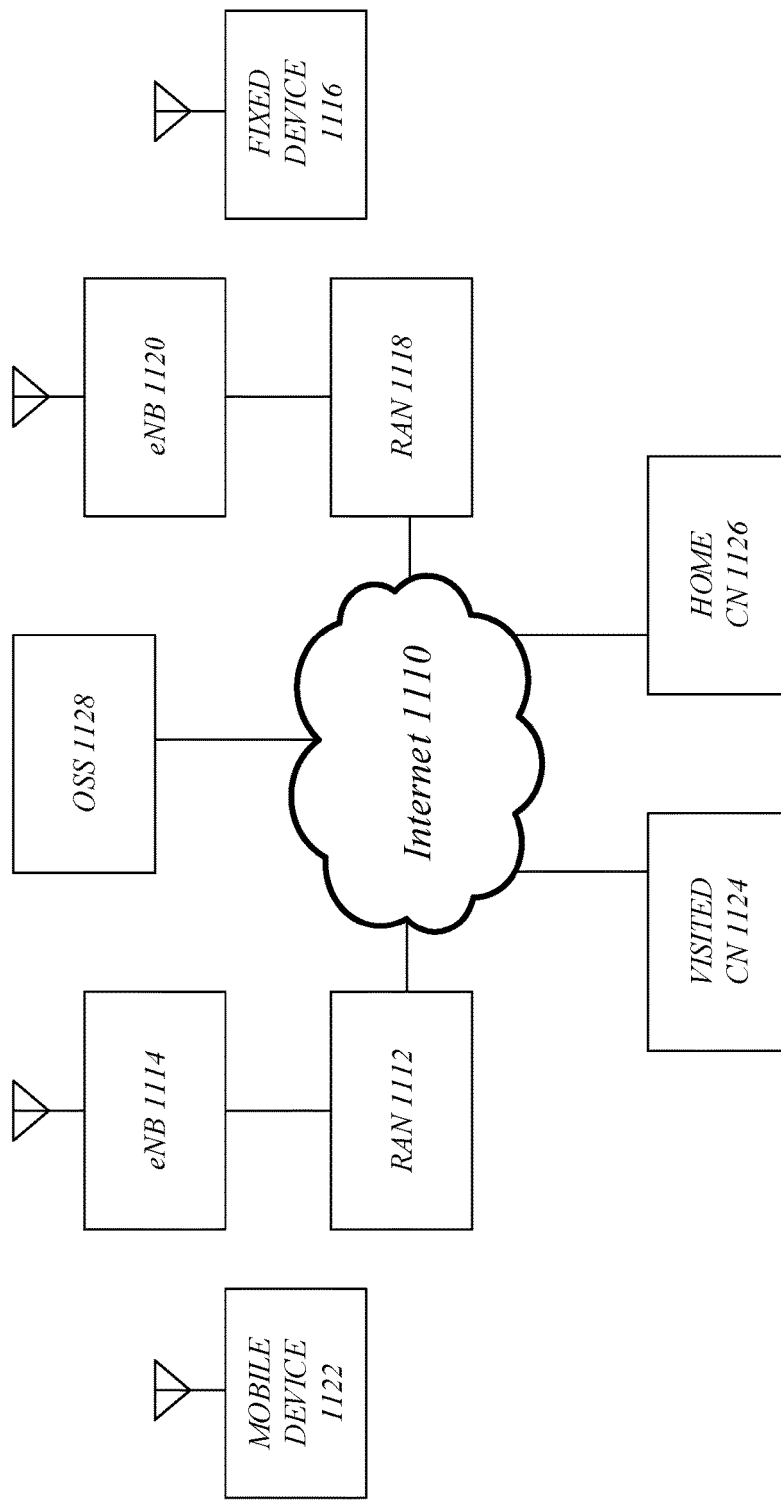 OSS 1128
eNB 1114
eNB 1120
MOBILE
DEVICE
1122
RAN 1112
Internet 1110
RAN 1118
FIXED
DEVICE
1116
VISITED
CN 1124
HOME
CN 1126